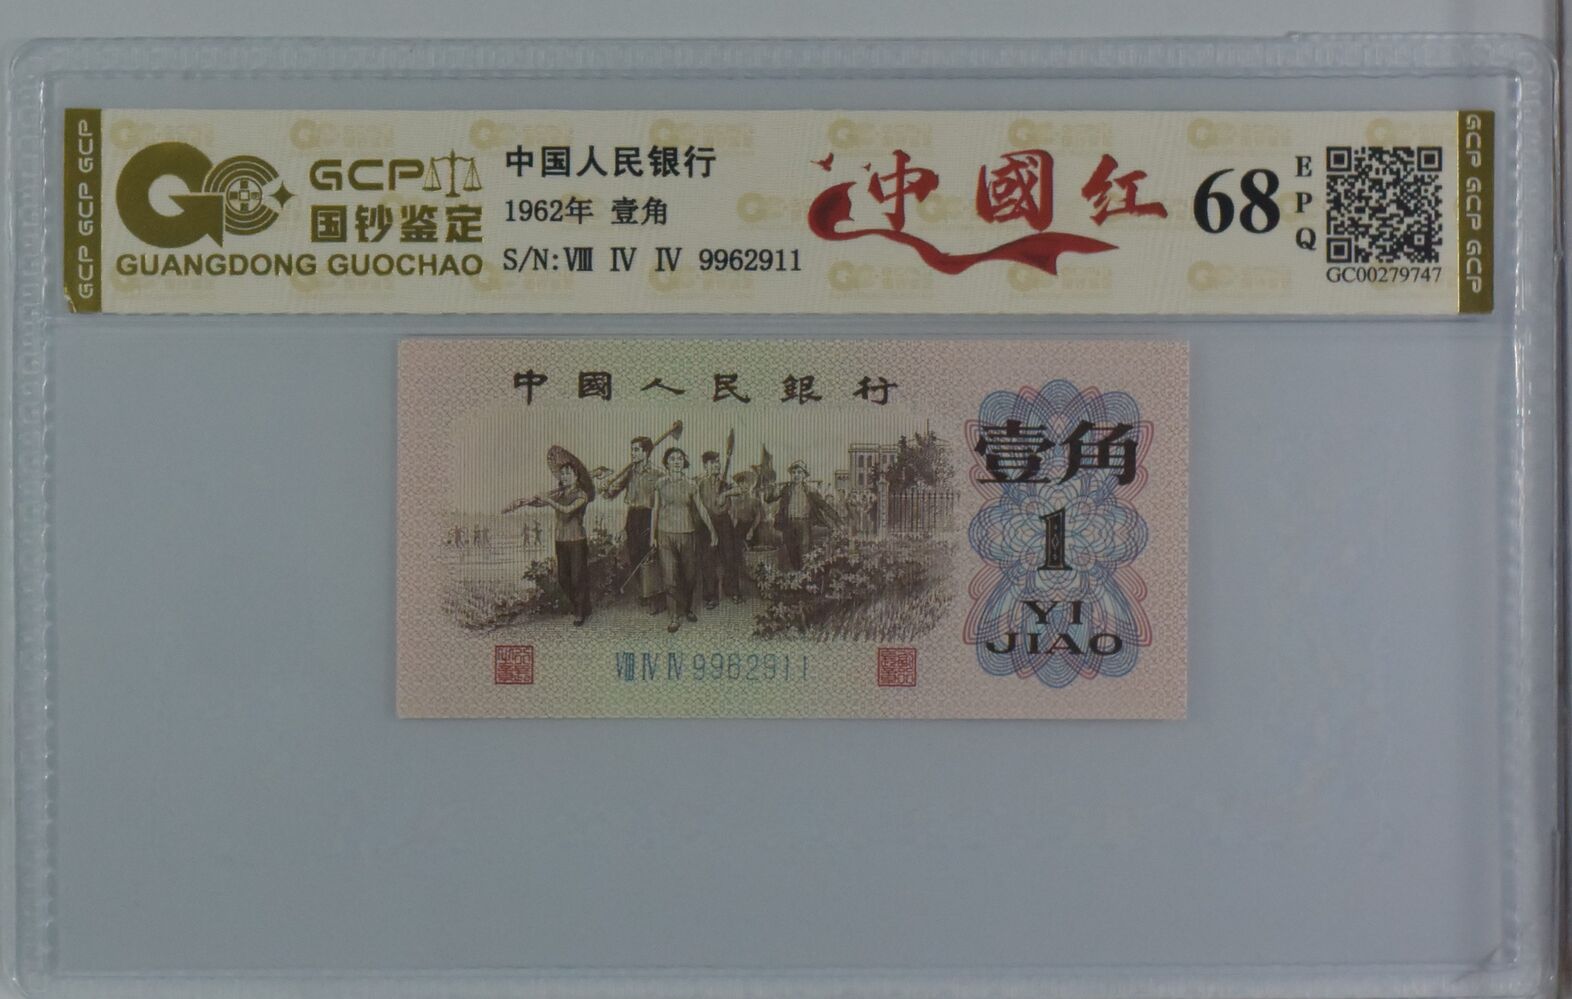 GCP GCP GCP
GCP
国钞鉴定
GUANGDONG GUOCHAO
中国人民银行
1962年 壹角
S/N:Ⅷ Ⅳ Ⅳ 9962911
中國红
68
EPQ
GC00279747
GCP GCP GCP
中國人民銀行
壹角
1
YI
JIAO
Ⅷ Ⅳ Ⅳ 9962911